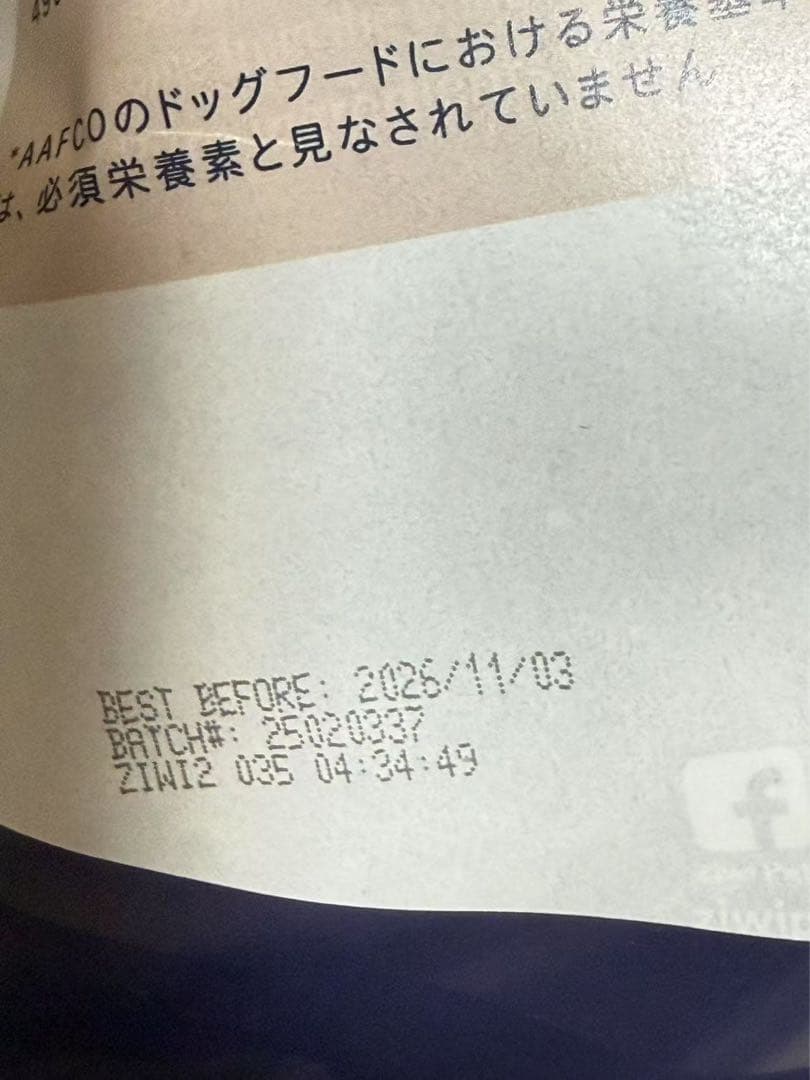 *AAFCOのドッグフードにおける栄養基準
は、必須栄養素と見なされていません
BEST BEFORE: 2026/11/03
BATCH#: 25020337
ZIWI2 035 04:34:49